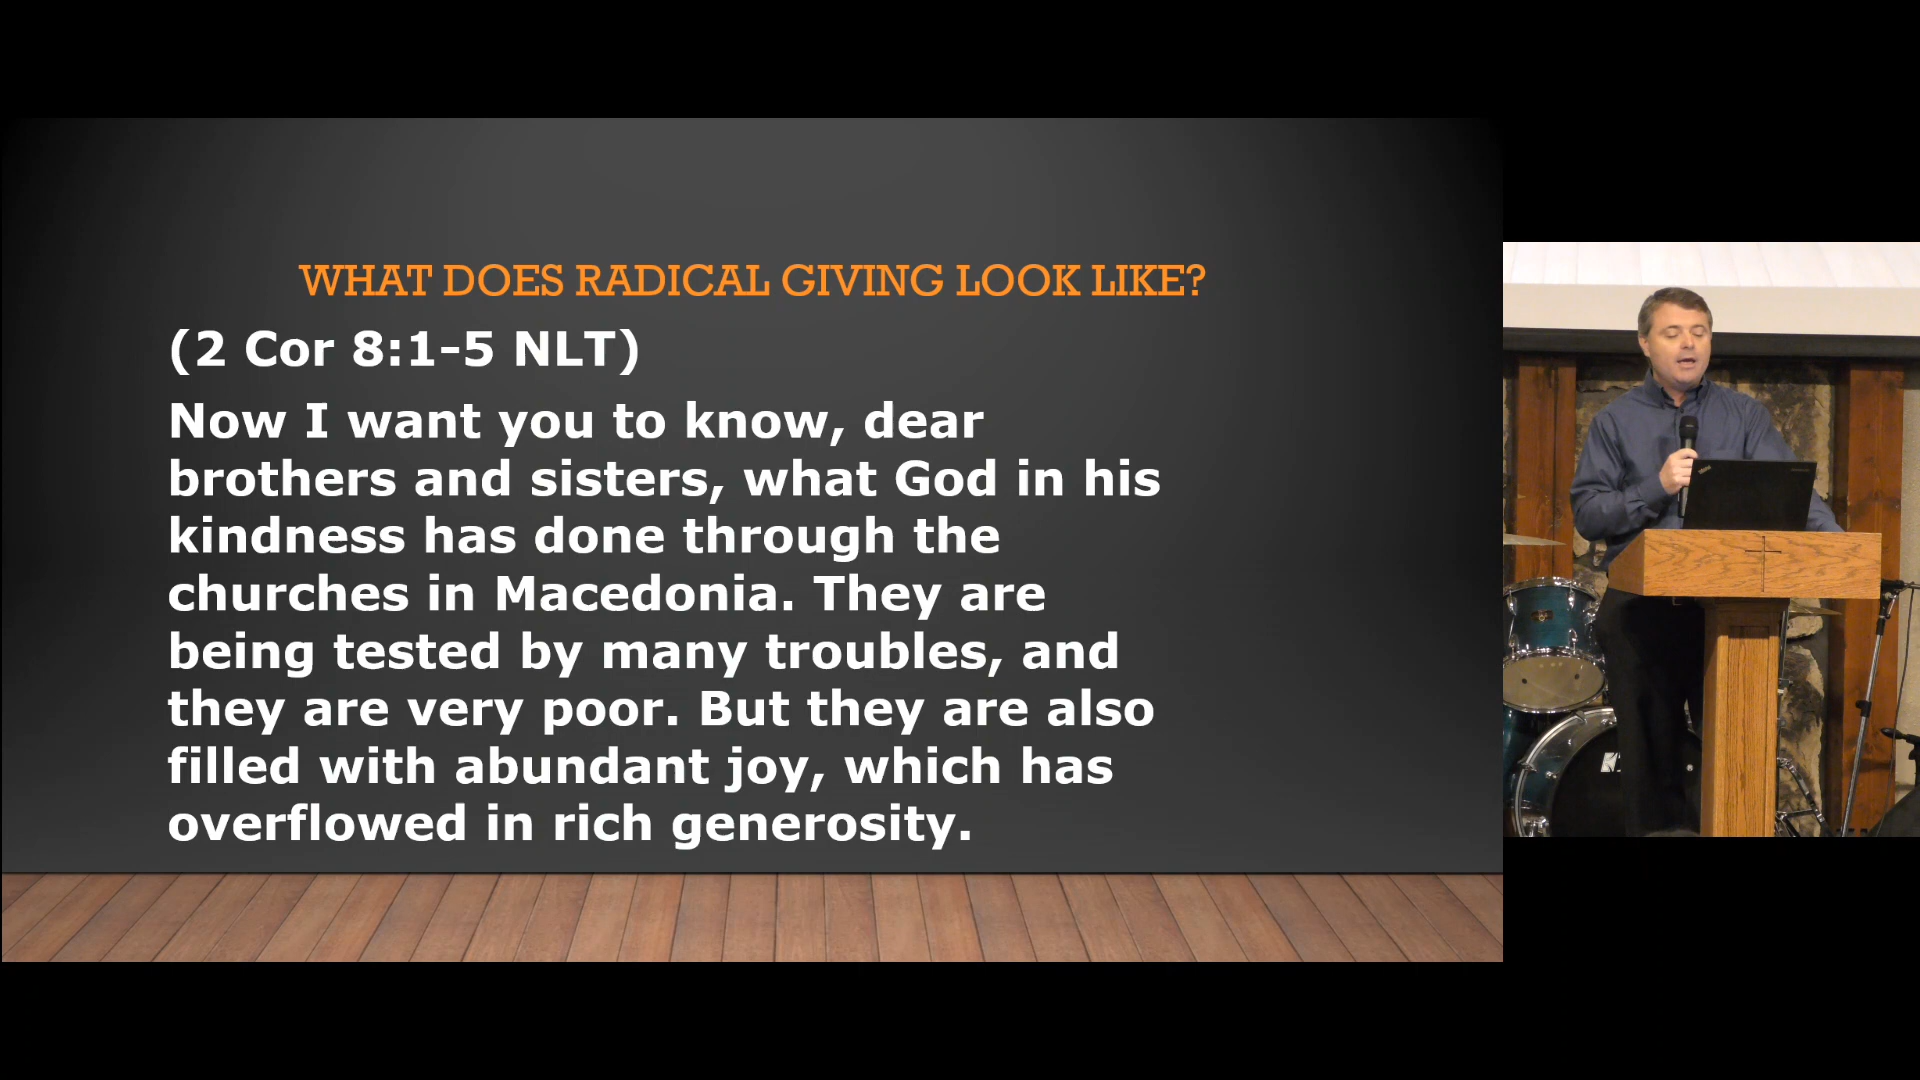 WHAT DOES RADICAL GIVING LOOK LIKE?
(2 Cor 8:1-5 NLT)
Now I want you to know, dear
brothers and sisters, what God in his
kindness has done through the
churches in Macedonia. They are
being tested by many troubles, and
they are very poor. But they are also
filled with abundant joy, which has
overflowed in rich generosity.